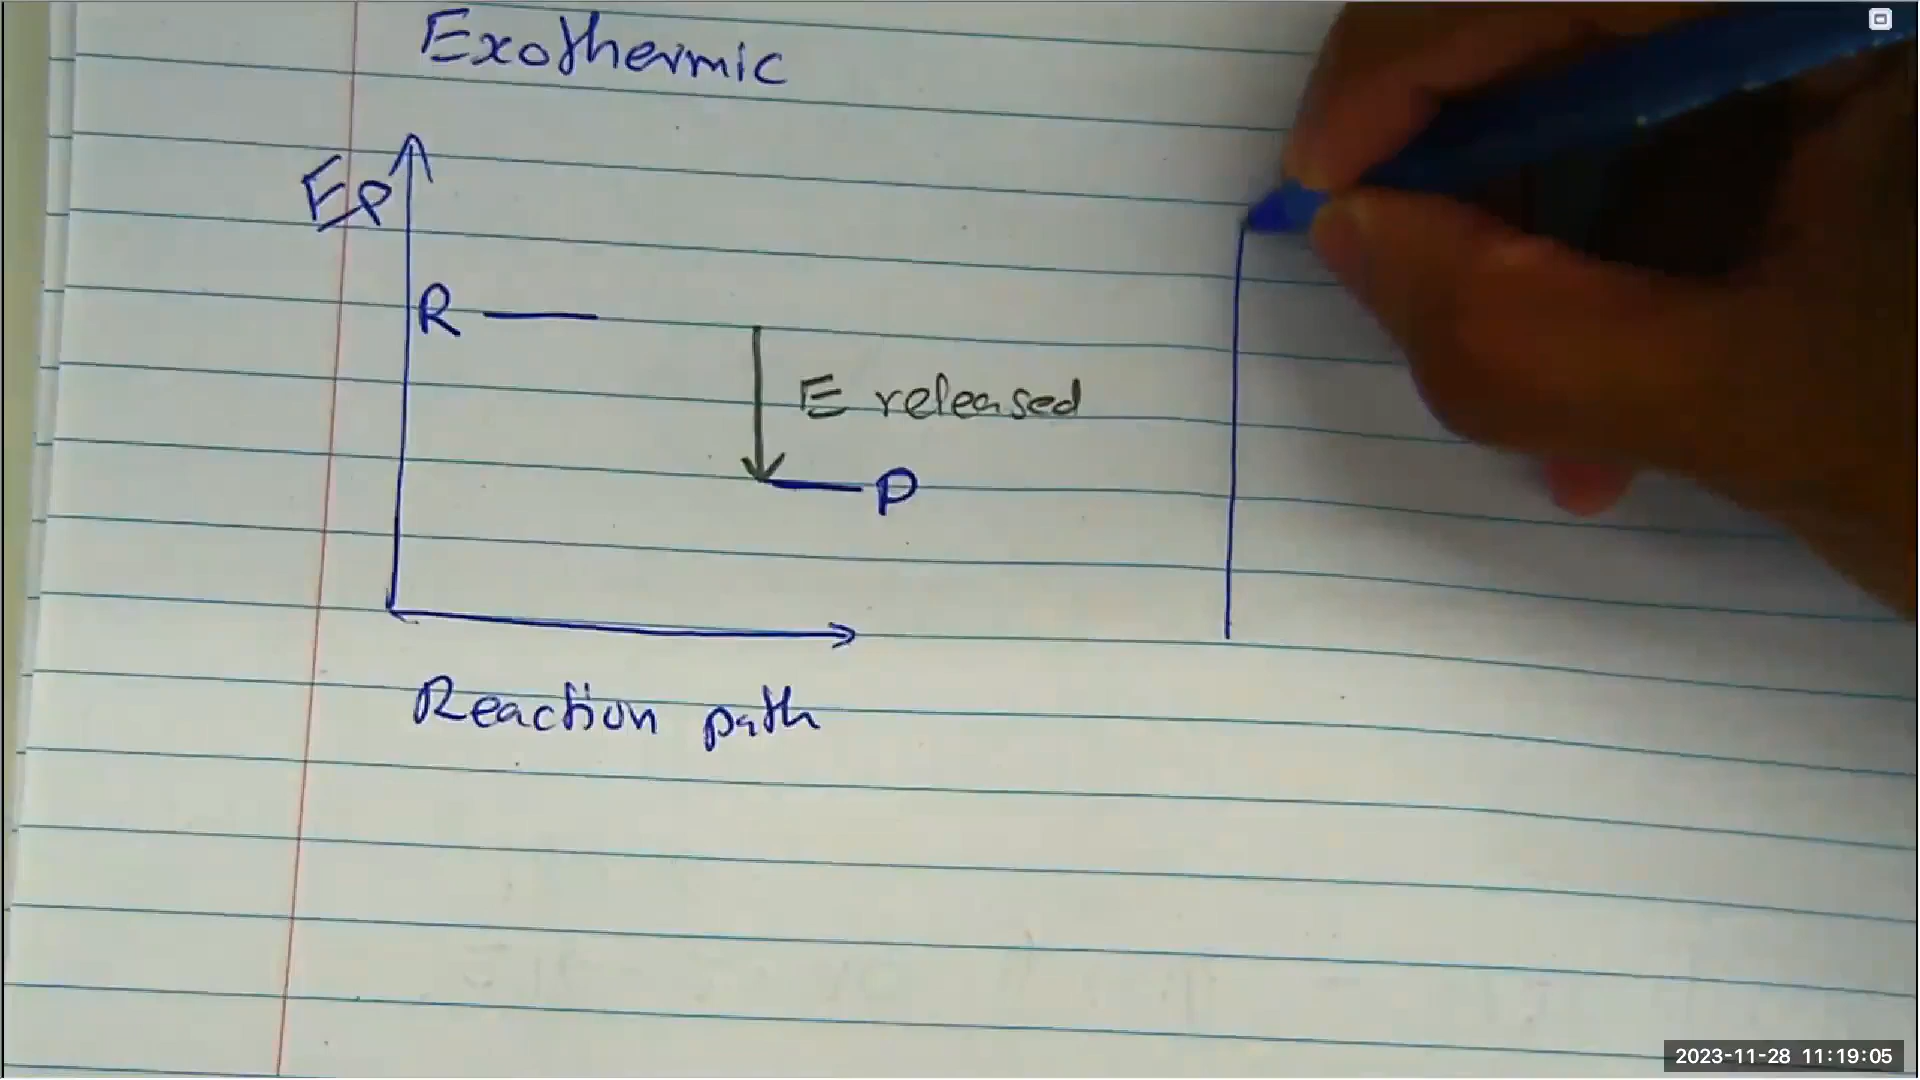 Exothermic
Ep
R
E released
P
Reaction path
2023-11-28 11:19:05